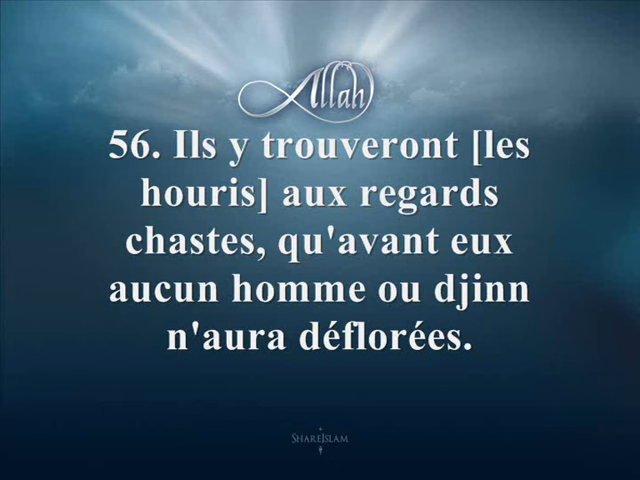 Allah
56. Ils y trouveront [les
houris] aux regards
chastes, qu'avant eux
aucun homme ou djinn
n'aura déflorées.
SHAREISLAM